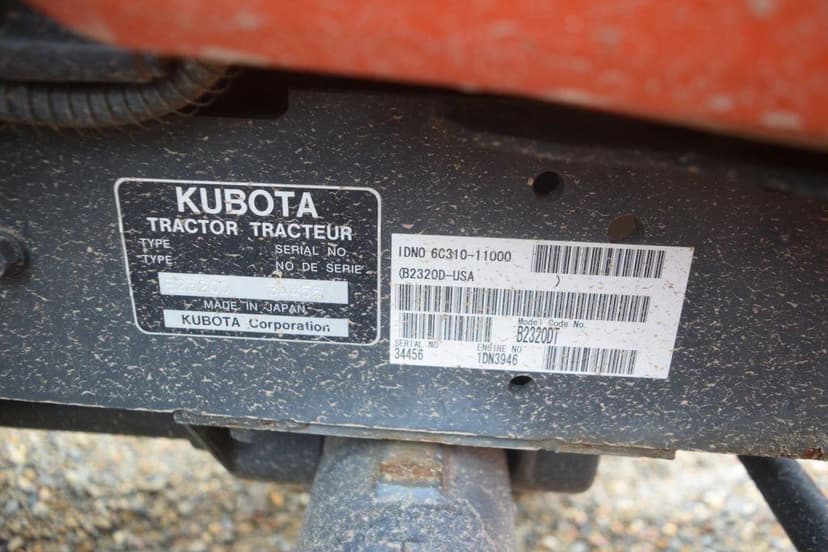 KUBOTA
TRACTOR TRACTEUR
TYPE SERIAL NO.
TYPE NO DE SERIE
MADE IN JAPAN
KUBOTA Corporation
IDNO 6C310-11000
(B2320D-USA )
Model Code No.
B2320DT
SERIAL NO ENGINE NO
34456 1DN3946